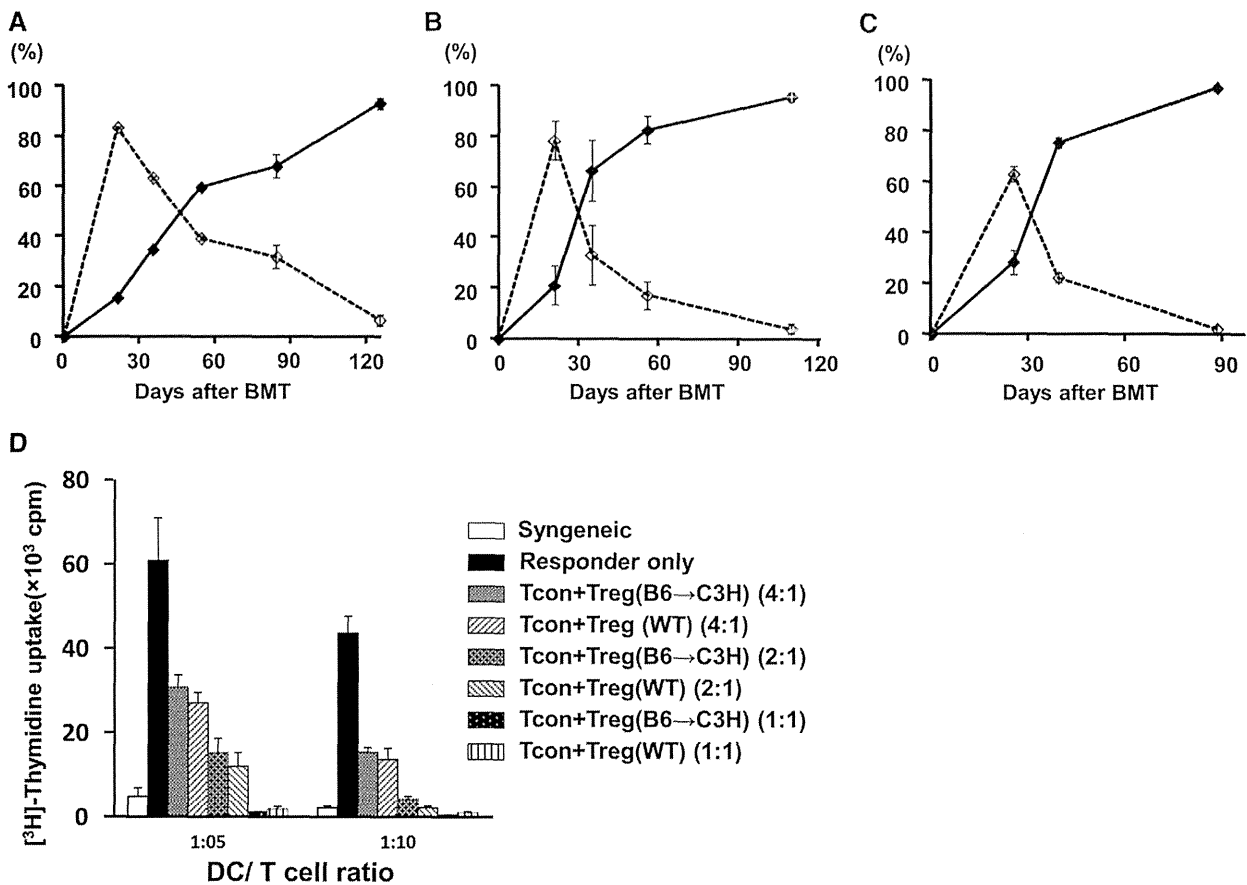 A
(%)
100
80
60
40
20
0
0 30 60 90 120
Days after BMT
B
(%)
100
80
60
40
20
0
0 30 60 90 120
Days after BMT
C
(%)
100
80
60
40
20
0
0 30 60 90
Days after BMT
D
80
60
40
20
0
[³H]-Thymidine uptake(×10³ cpm)
1:05 1:10
DC/ T cell ratio
Syngeneic
Responder only
Tcon+Treg(B6→C3H) (4:1)
Tcon+Treg (WT) (4:1)
Tcon+Treg(B6→C3H) (2:1)
Tcon+Treg(WT) (2:1)
Tcon+Treg(B6→C3H) (1:1)
Tcon+Treg(WT) (1:1)